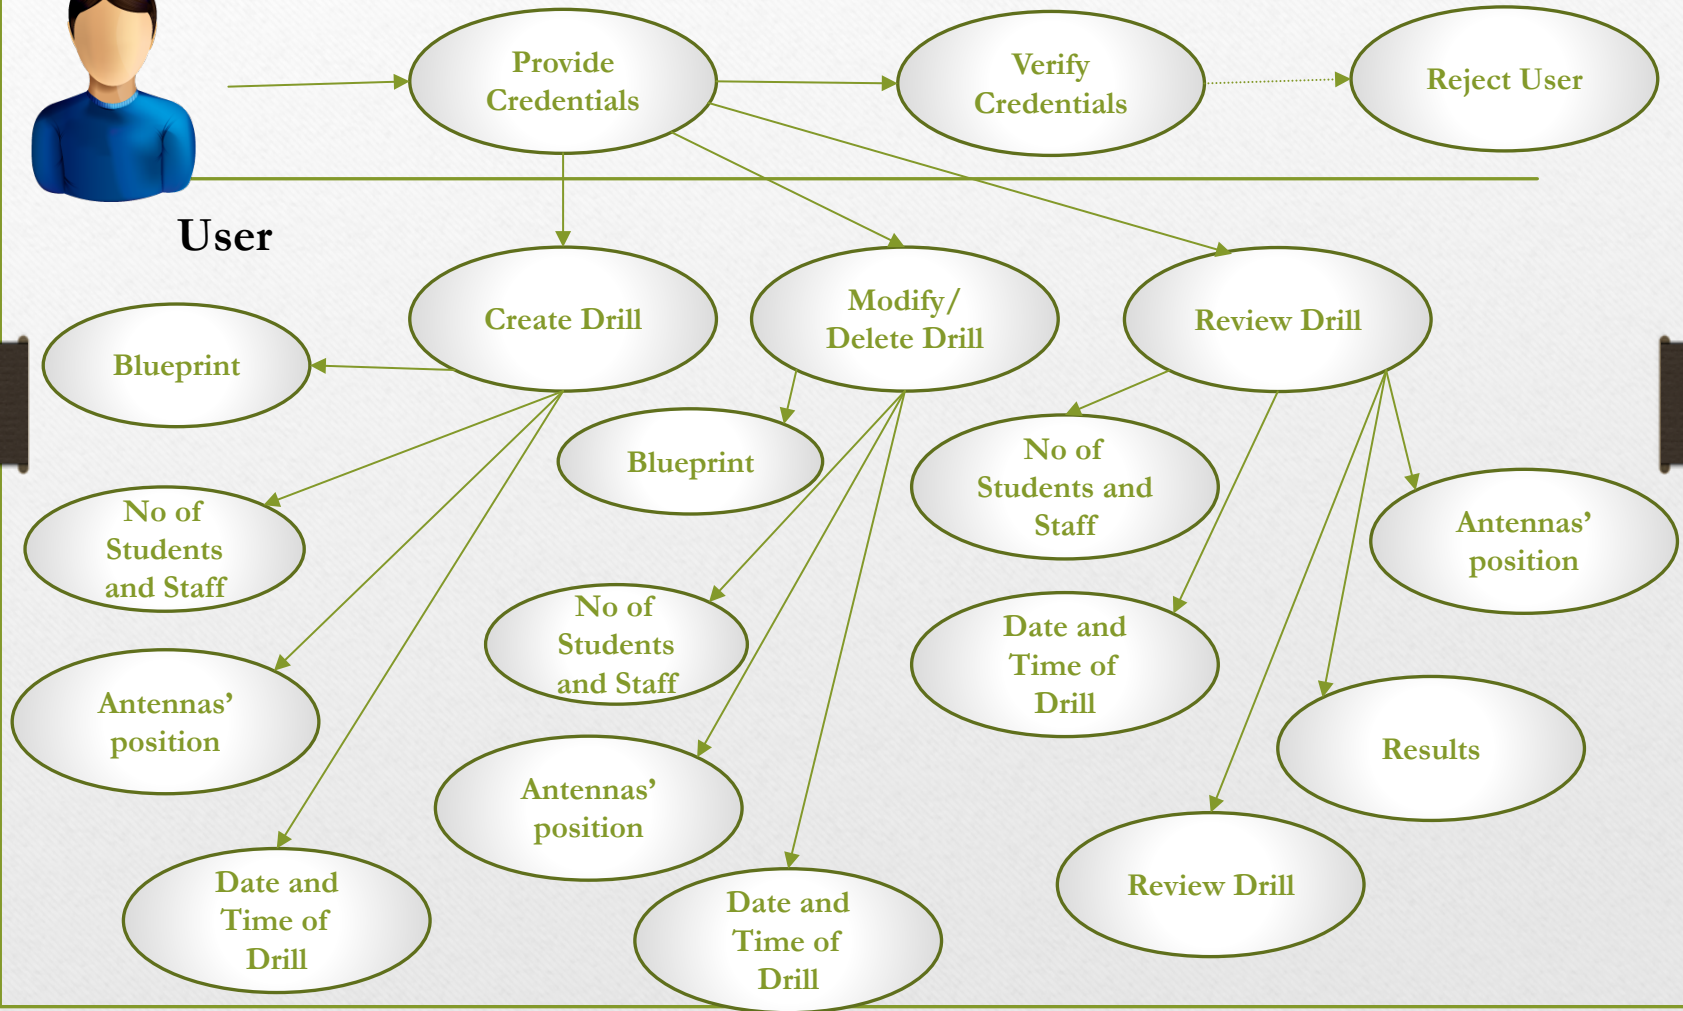 Provide
Credentials
Verify
Credentials
Reject User
User
Create Drill
Modify/
Delete Drill
Review Drill
Blueprint
No of
Students
and Staff
Antennas’
position
Date and
Time of
Drill
Blueprint
No of
Students
and Staff
Antennas’
position
Date and
Time of
Drill
No of
Students and
Staff
Date and
Time of
Drill
Review Drill
Results
Antennas’
position